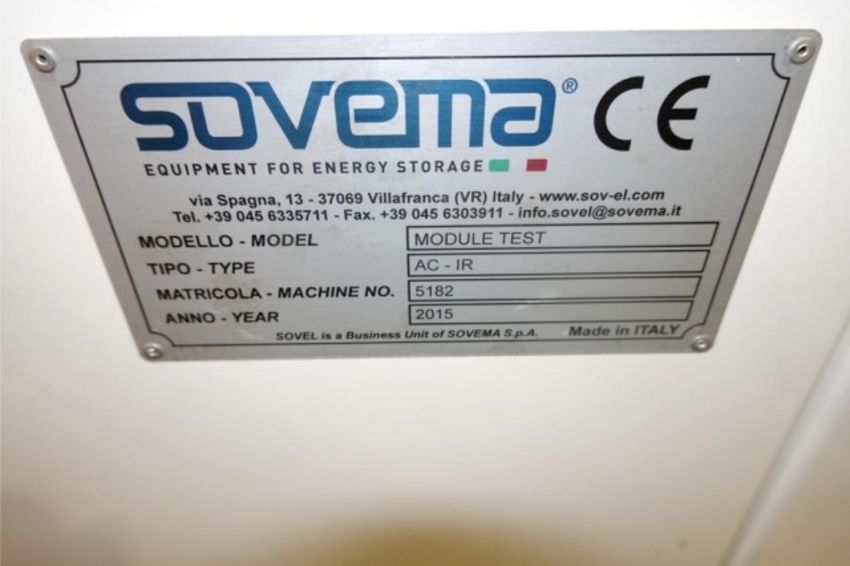 SOVEMA® CE
EQUIPMENT FOR ENERGY STORAGE
via Spagna, 13 - 37069 Villafranca (VR) Italy - www.sov-el.com
Tel. +39 045 6335711 - Fax. +39 045 6303911 - info.sovel@sovema.it
MODELLO - MODEL MODULE TEST
TIPO - TYPE AC - IR
MATRICOLA - MACHINE NO. 5182
ANNO - YEAR 2015
SOVEL is a Business Unit of SOVEMA S.p.A. Made in ITALY